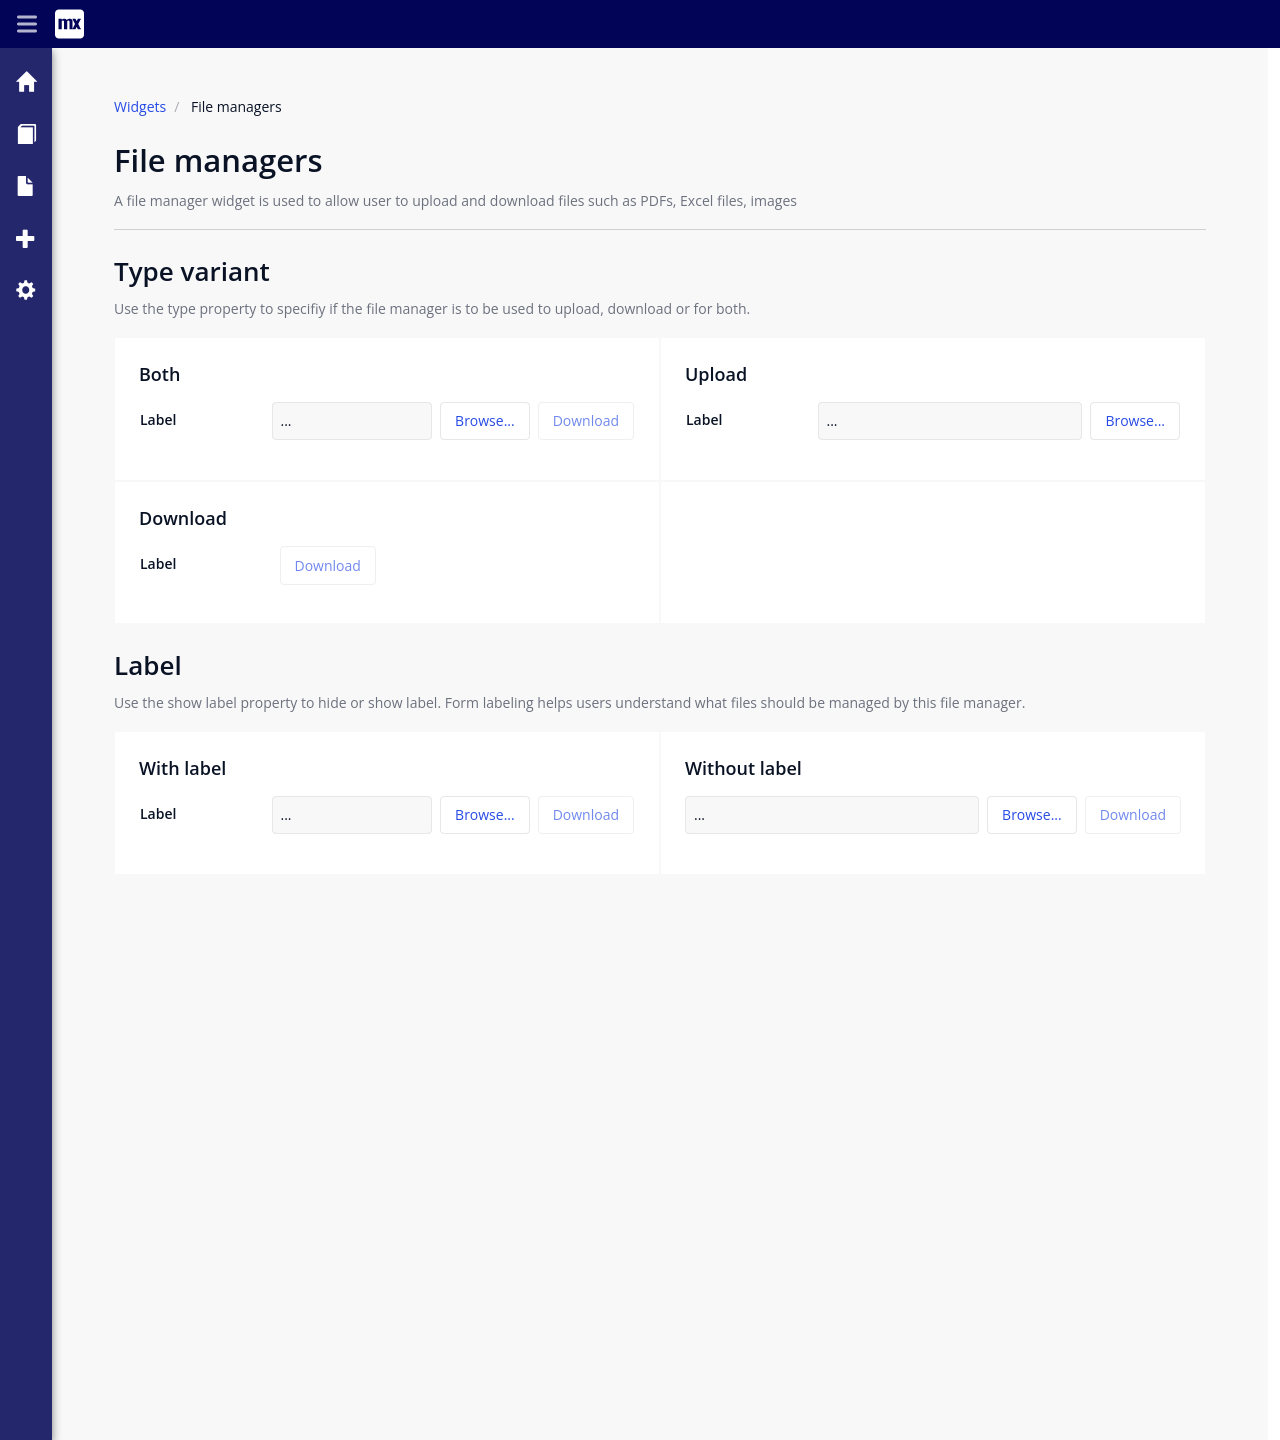 mx
Widgets / File managers
File managers
A file manager widget is used to allow user to upload and download files such as PDFs, Excel files, images
Type variant
Use the type property to specifiy if the file manager is to be used to upload, download or for both.
Both
Label ... Browse... Download
Upload
Label ... Browse...
Download
Label Download
Label
Use the show label property to hide or show label. Form labeling helps users understand what files should be managed by this file manager.
With label
Label ... Browse... Download
Without label
... Browse... Download